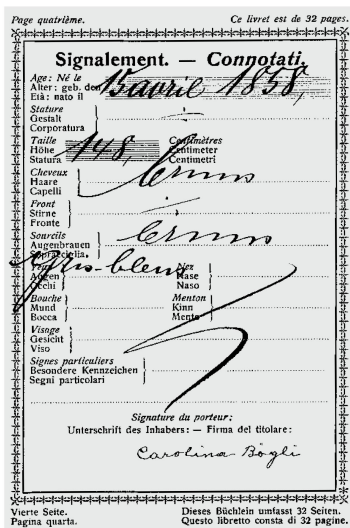 Page quatrième. Ce livret est de 32 pages.
Signalement. — Connotati.
Age: Né le
Alter: geb. den 15 avril 1858,
Età: nato il
Stature
Gestalt
Corporatura
Taille Centimètres
Höhe 148, Centimeter
Statura Centimetri
Cheveux
Haare bruns
Capelli
Front
Stirne
Fronte
Sourcils
Augenbrauen bruns
Sopracciglia.
Yeux Nez
Augen gris-bleus Nase
Occhi Naso
Bouche Menton
Mund Kinn
Bocca Mento
Visnge
Gesicht
Viso
Signes particuliers
Besondere Kennzeichen
Segni particolari
Signature du porteur:
Unterschrift des Inhabers: — Firma del titolare:
Carolina Bögli
Vierte Seite. Dieses Büchlein umfasst 32 Seiten.
Pagina quarta. Questo libretto consta di 32 pagine.